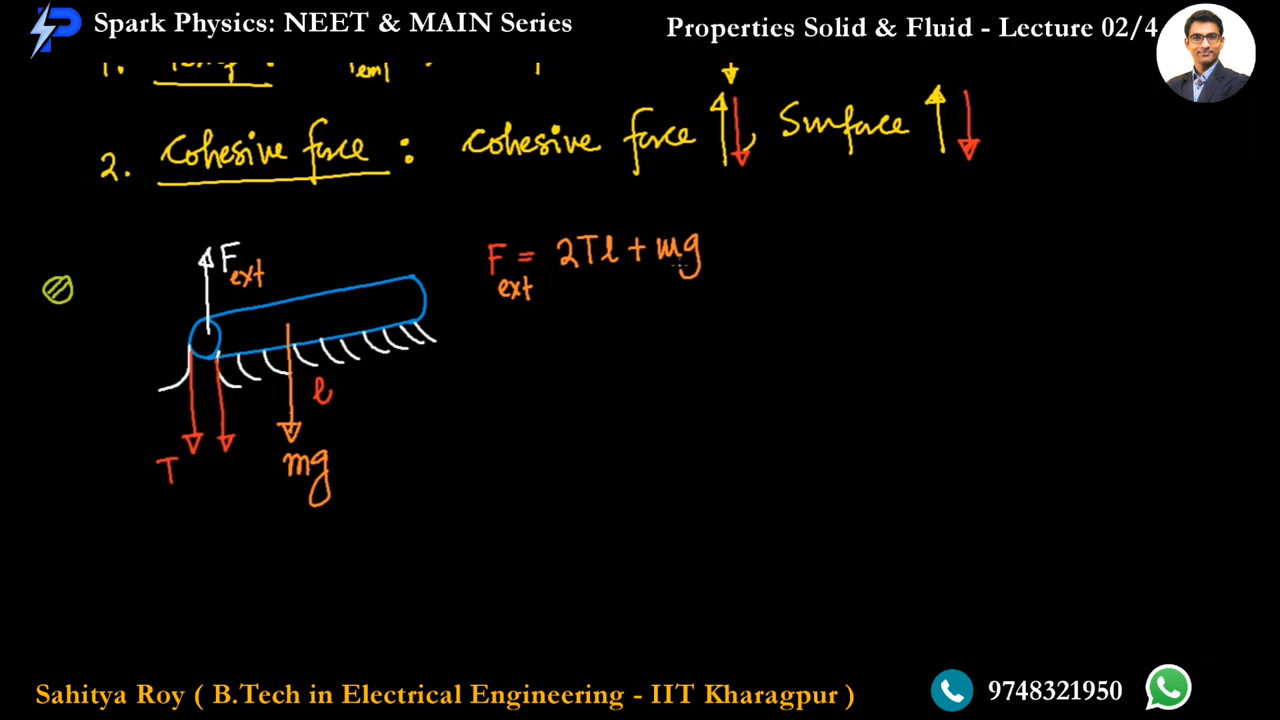 Spark Physics: NEET & MAIN Series
Properties Solid & Fluid - Lecture 02/4
1.
2. Cohesive force : Cohesive force ↑↓, Surface ↑↓
F ext
F ext = 2Tl + mg
l
T
mg
Sahitya Roy ( B.Tech in Electrical Engineering - IIT Kharagpur )
9748321950